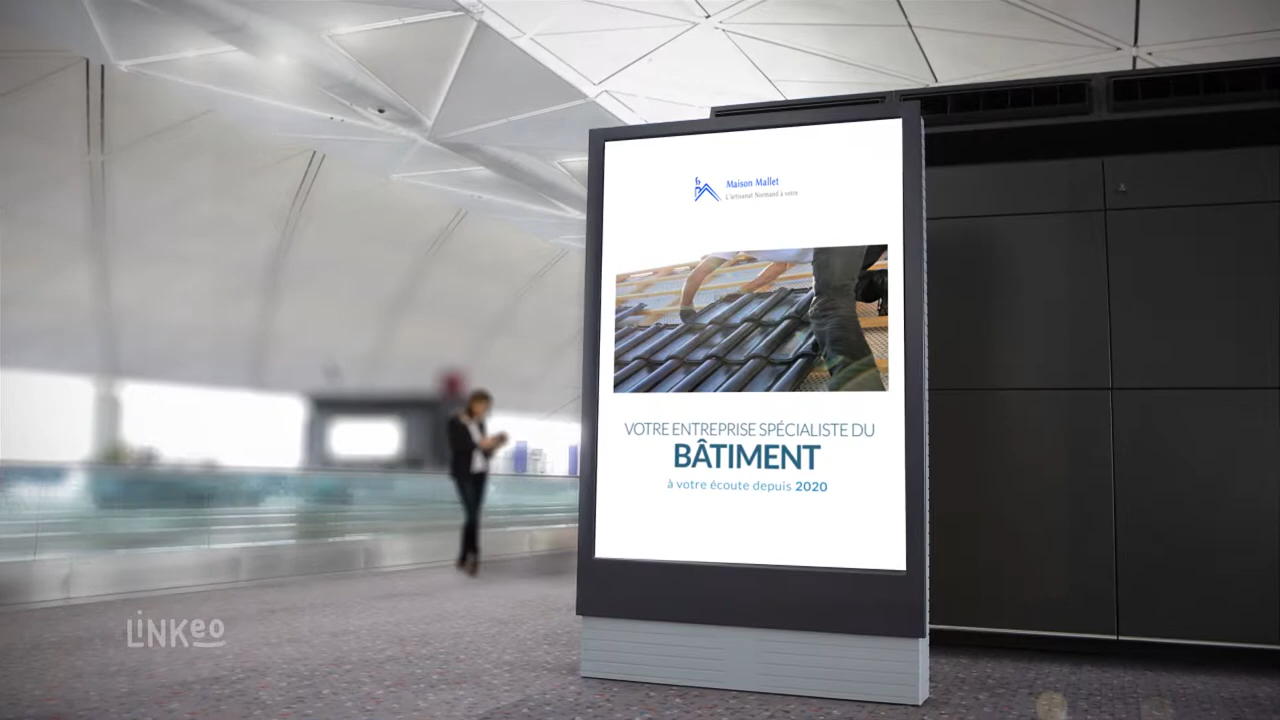 Maison Mallet
L'artisanat Normand à votre
VOTRE ENTREPRISE SPÉCIALISTE DU
BÂTIMENT
à votre écoute depuis 2020
LiNKeo